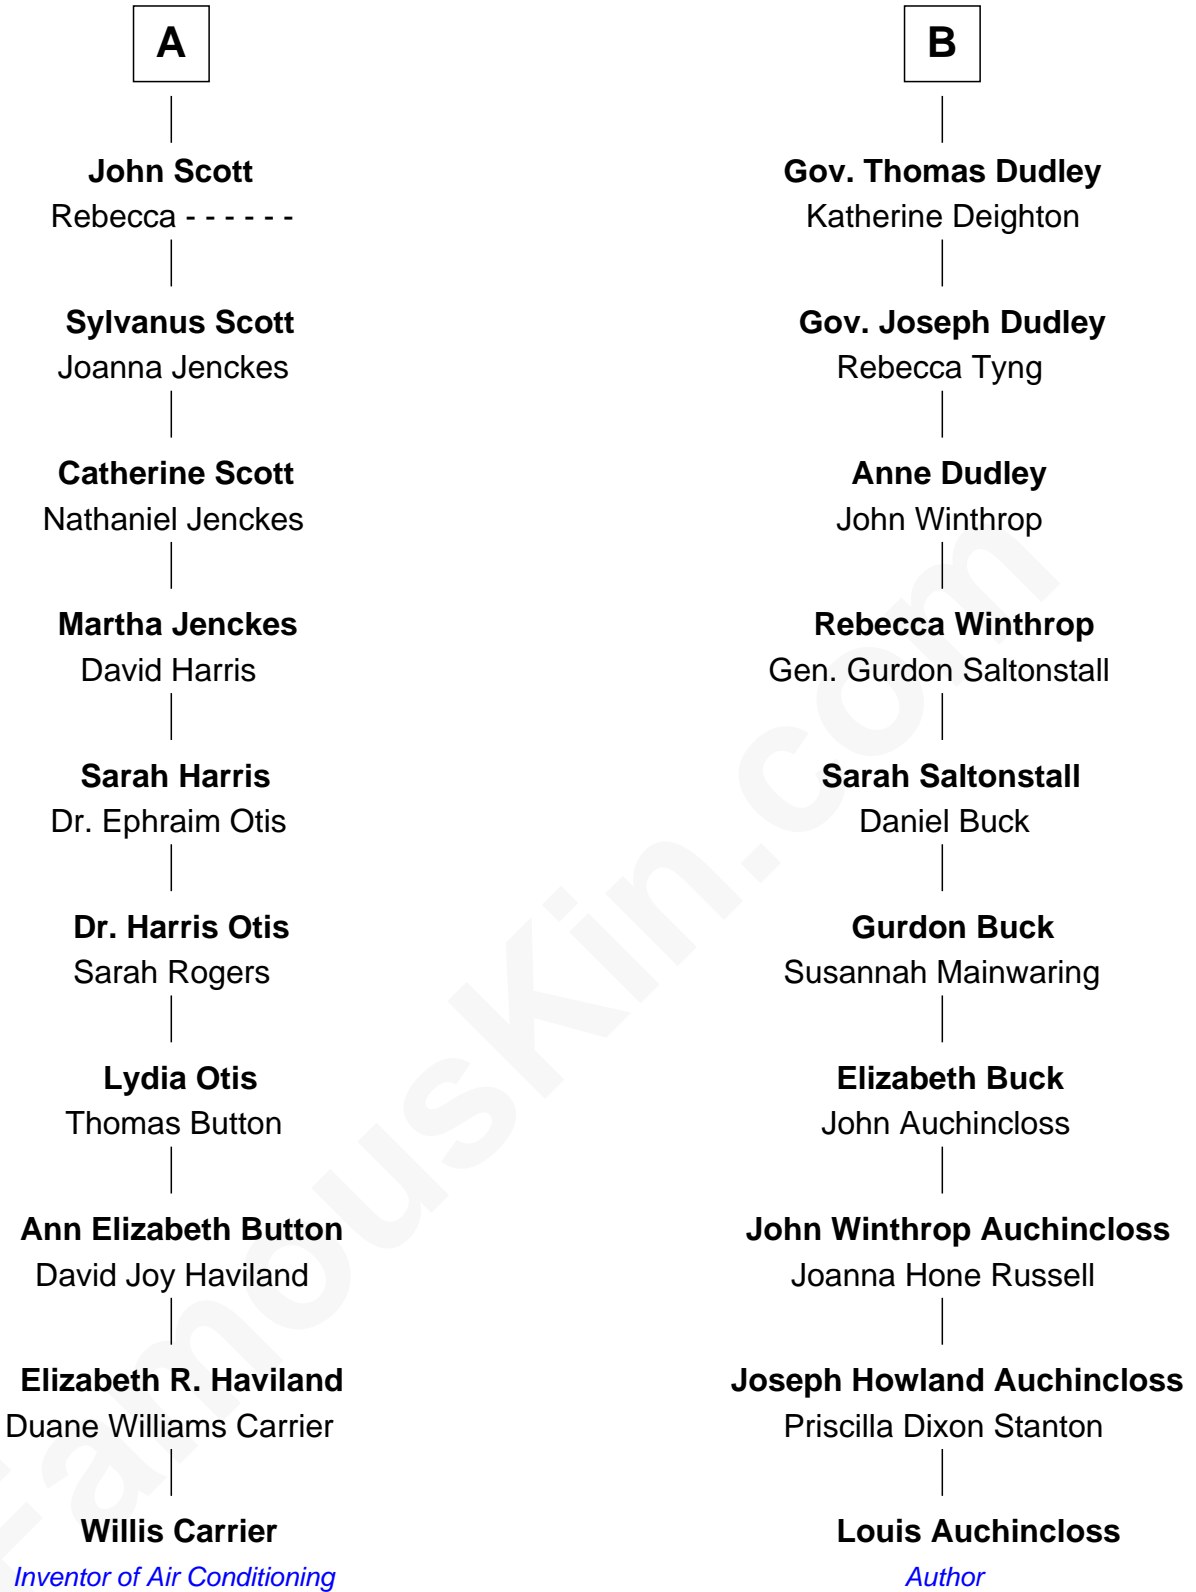 A
John Scott
Rebecca - - - - - -
Sylvanus Scott
Joanna Jenckes
Catherine Scott
Nathaniel Jenckes
Martha Jenckes
David Harris
Sarah Harris
Dr. Ephraim Otis
Dr. Harris Otis
Sarah Rogers
Lydia Otis
Thomas Button
Ann Elizabeth Button
David Joy Haviland
Elizabeth R. Haviland
Duane Williams Carrier
Willis Carrier
Inventor of Air Conditioning
B
Gov. Thomas Dudley
Katherine Deighton
Gov. Joseph Dudley
Rebecca Tyng
Anne Dudley
John Winthrop
Rebecca Winthrop
Gen. Gurdon Saltonstall
Sarah Saltonstall
Daniel Buck
Gurdon Buck
Susannah Mainwaring
Elizabeth Buck
John Auchincloss
John Winthrop Auchincloss
Joanna Hone Russell
Joseph Howland Auchincloss
Priscilla Dixon Stanton
Louis Auchincloss
Author
FamousKin.com